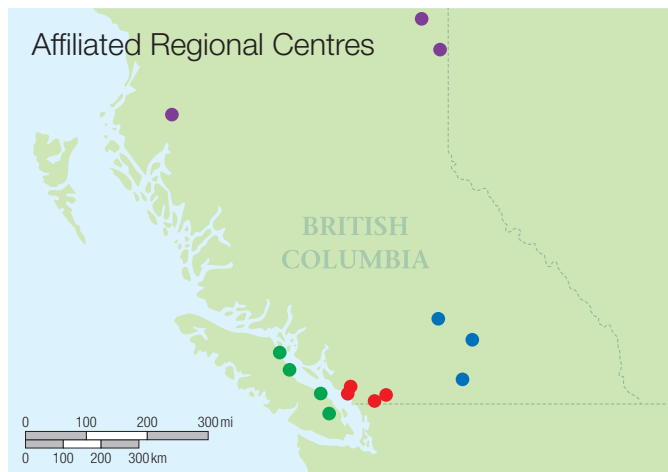 Affiliated Regional Centres
BRITISH
COLUMBIA
0 100 200 300 mi
0 100 200 300 km